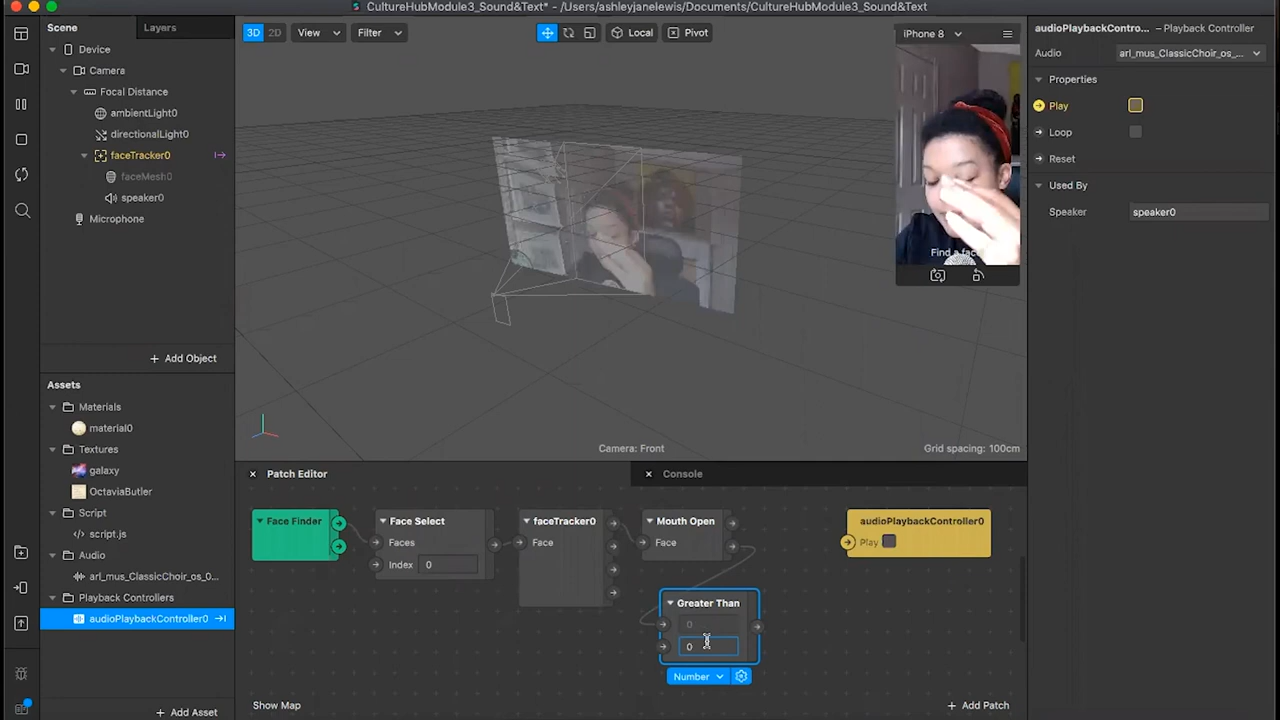 CultureHubModule3_Sound&Text* - /Users/ashleyjanelewis/Documents/CultureHubModule3_Sound&Text
Scene
Layers
Device
Camera
Focal Distance
ambientLight0
directionalLight0
faceTracker0
faceMesh0
speaker0
Microphone
Add Object
Assets
Materials
material0
Textures
galaxy
OctaviaButler
Script
script.js
Audio
arl_mus_ClassicChoir_os_0...
Playback Controllers
audioPlaybackController0
Add Asset
3D
2D
View
Filter
Local
Pivot
iPhone 8
Find a face
Camera: Front
Grid spacing: 100cm
Patch Editor
Console
Face Finder
Face Select
Faces
Index
0
faceTracker0
Face
Mouth Open
Face
Greater Than
0
0
Number
audioPlaybackController0
Play
Show Map
Add Patch
audioPlaybackContro... – Playback Controller
Audio
arl_mus_ClassicChoir_os_...
Properties
Play
Loop
Reset
Used By
Speaker
speaker0